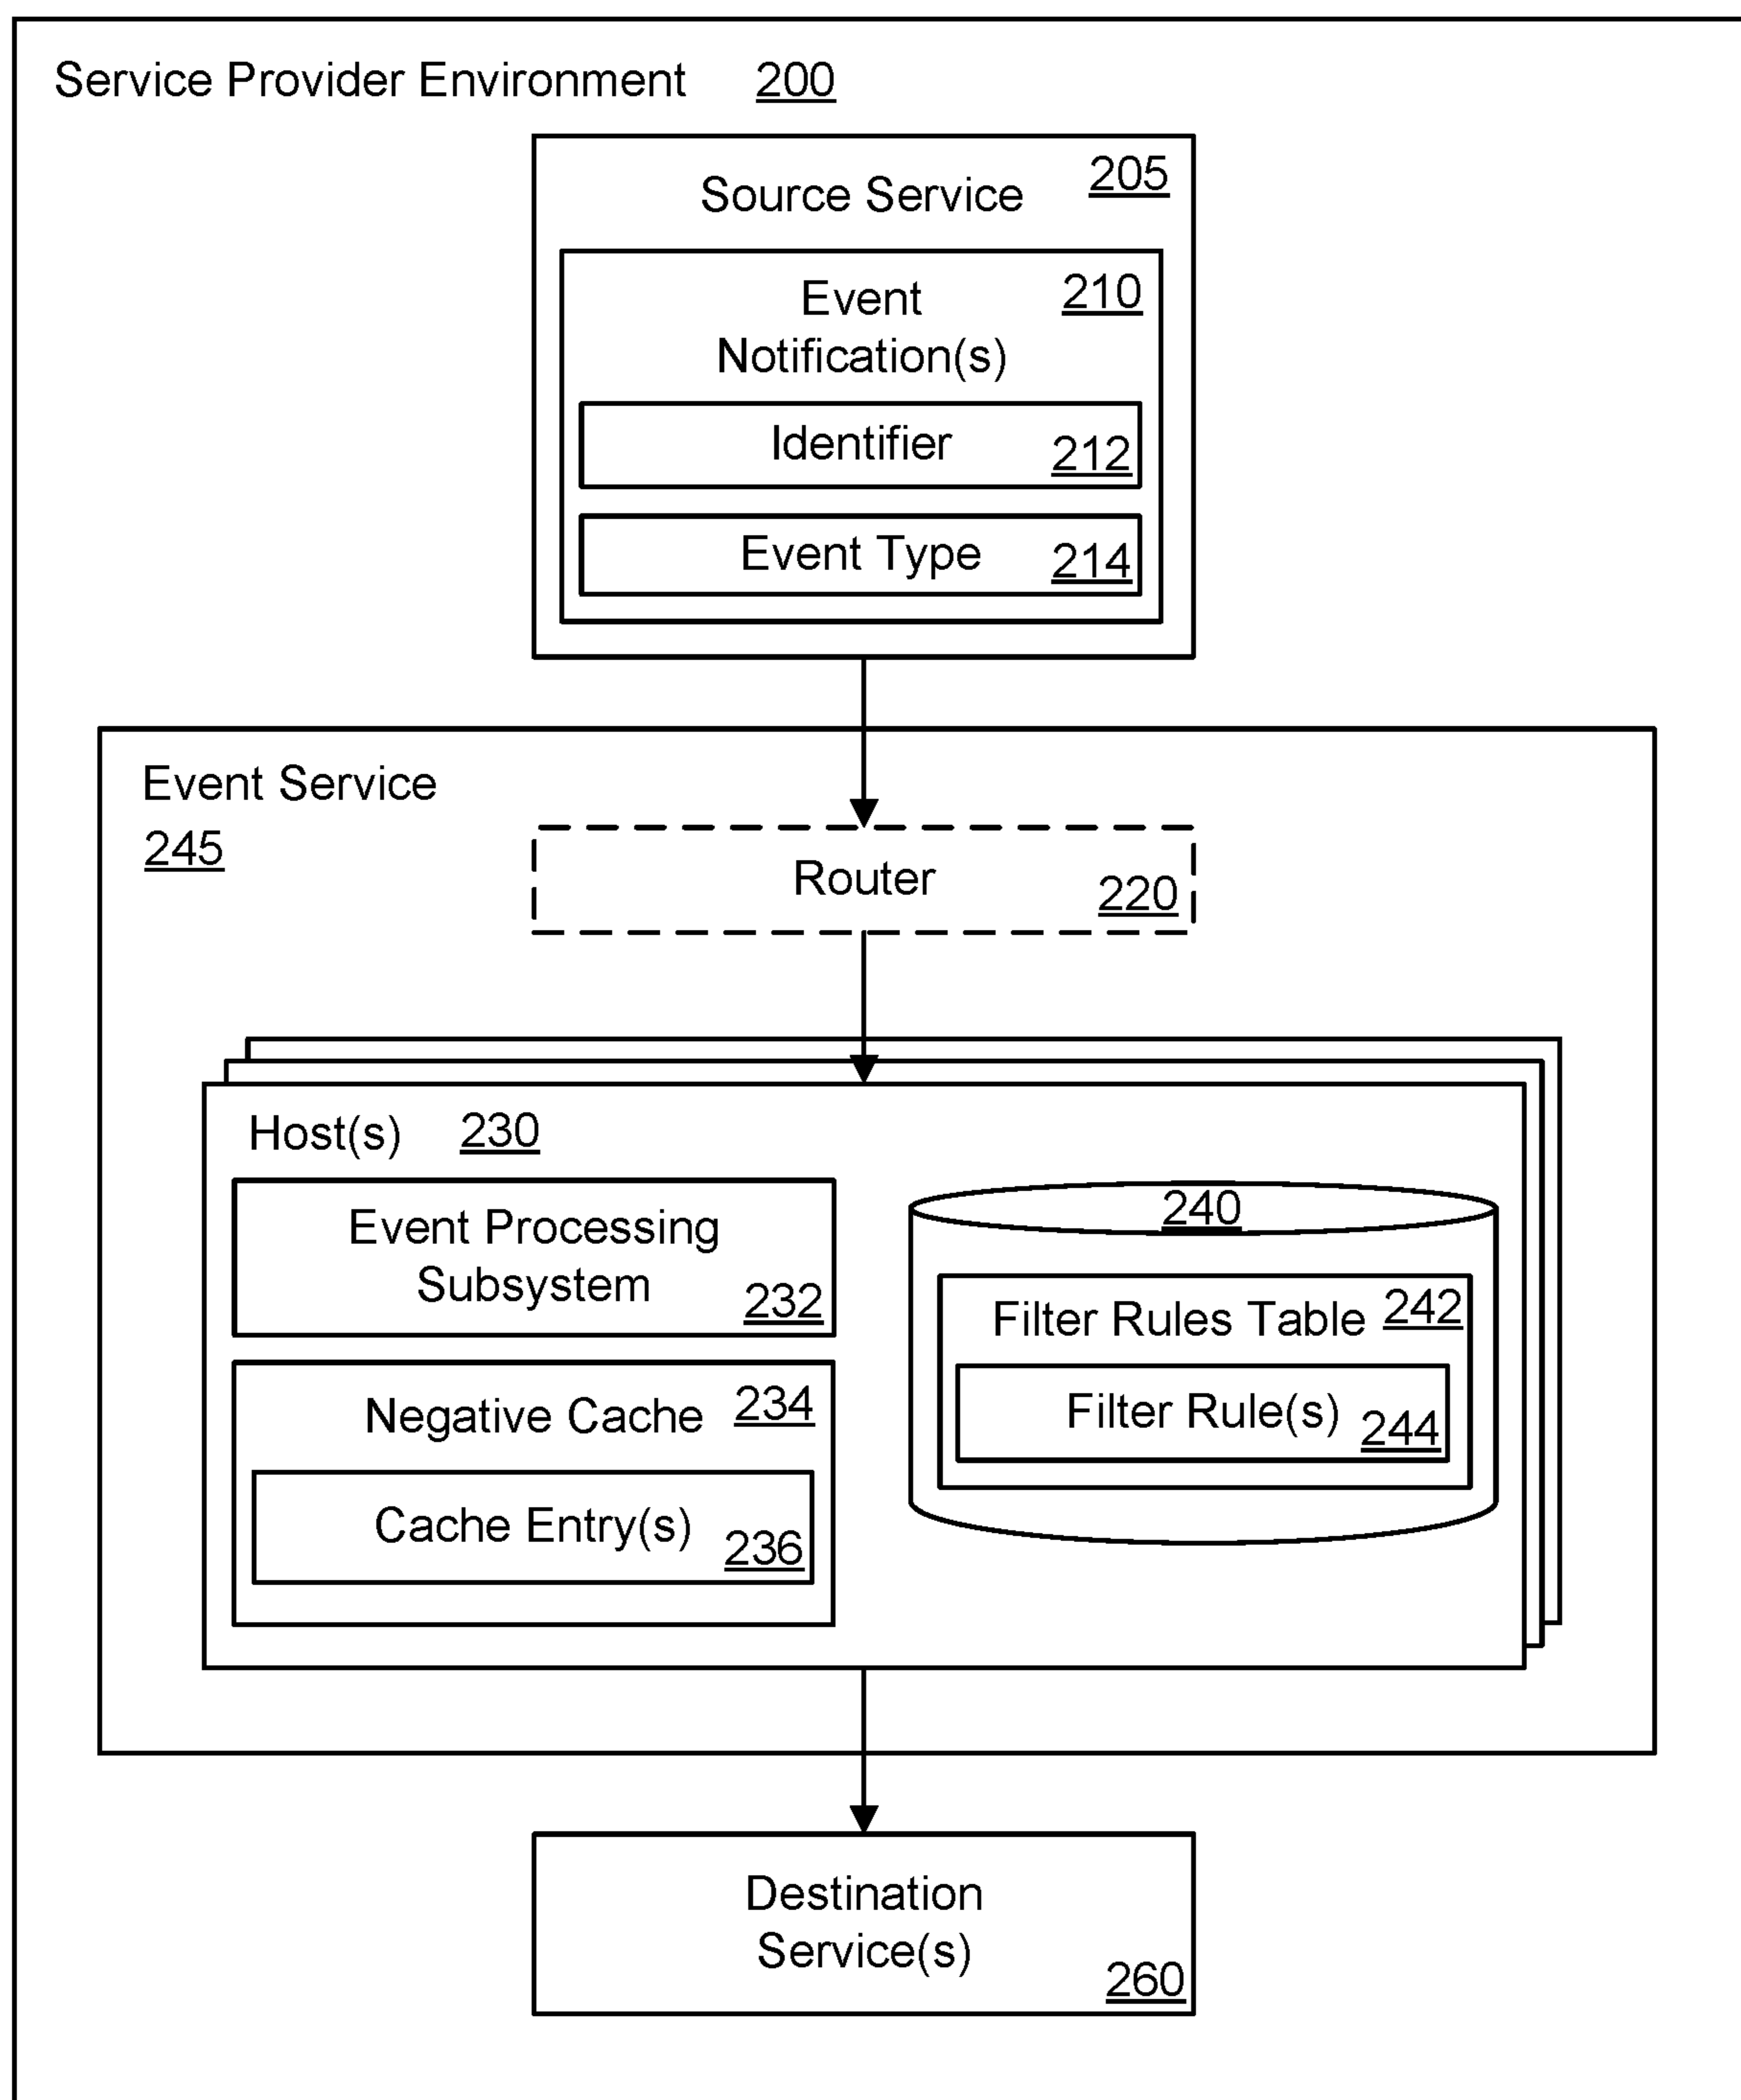 Service Provider Environment 200
Source Service 205
Event 210
Notification(s)
Identifier 212
Event Type 214
Event Service
245
Router 220
Host(s) 230
Event Processing
Subsystem 232
Negative Cache 234
Cache Entry(s) 236
240
Filter Rules Table 242
Filter Rule(s) 244
Destination
Service(s)
260